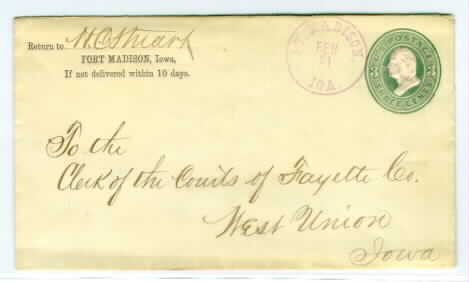 Return to
FORT MADISON, Iowa,
If not delivered within 10 days.
FT. MADISON
FEB
21
IOA.
U.S. POSTAGE
THREE CENTS
To the
Clerk of the Courts of Fayette Co.
West Union
Iowa